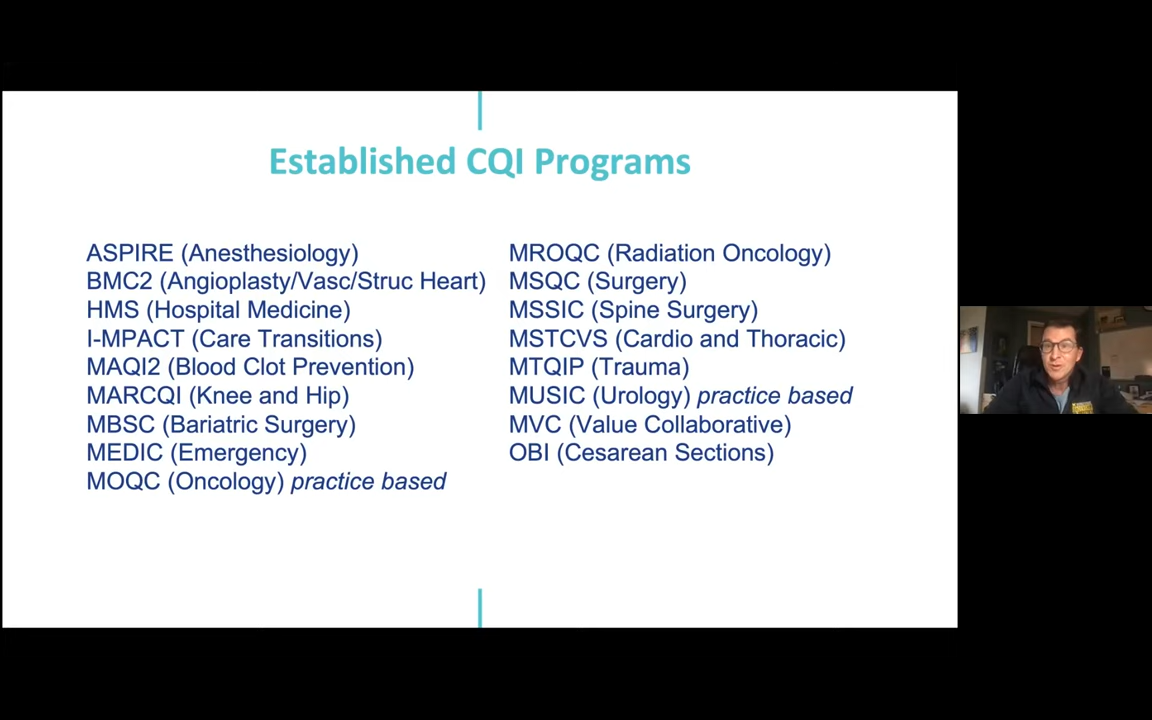 Established CQI Programs
ASPIRE (Anesthesiology)
BMC2 (Angioplasty/Vasc/Struc Heart)
HMS (Hospital Medicine)
I-MPACT (Care Transitions)
MAQI2 (Blood Clot Prevention)
MARCQI (Knee and Hip)
MBSC (Bariatric Surgery)
MEDIC (Emergency)
MOQC (Oncology) practice based
MROQC (Radiation Oncology)
MSQC (Surgery)
MSSIC (Spine Surgery)
MSTCVS (Cardio and Thoracic)
MTQIP (Trauma)
MUSIC (Urology) practice based
MVC (Value Collaborative)
OBI (Cesarean Sections)